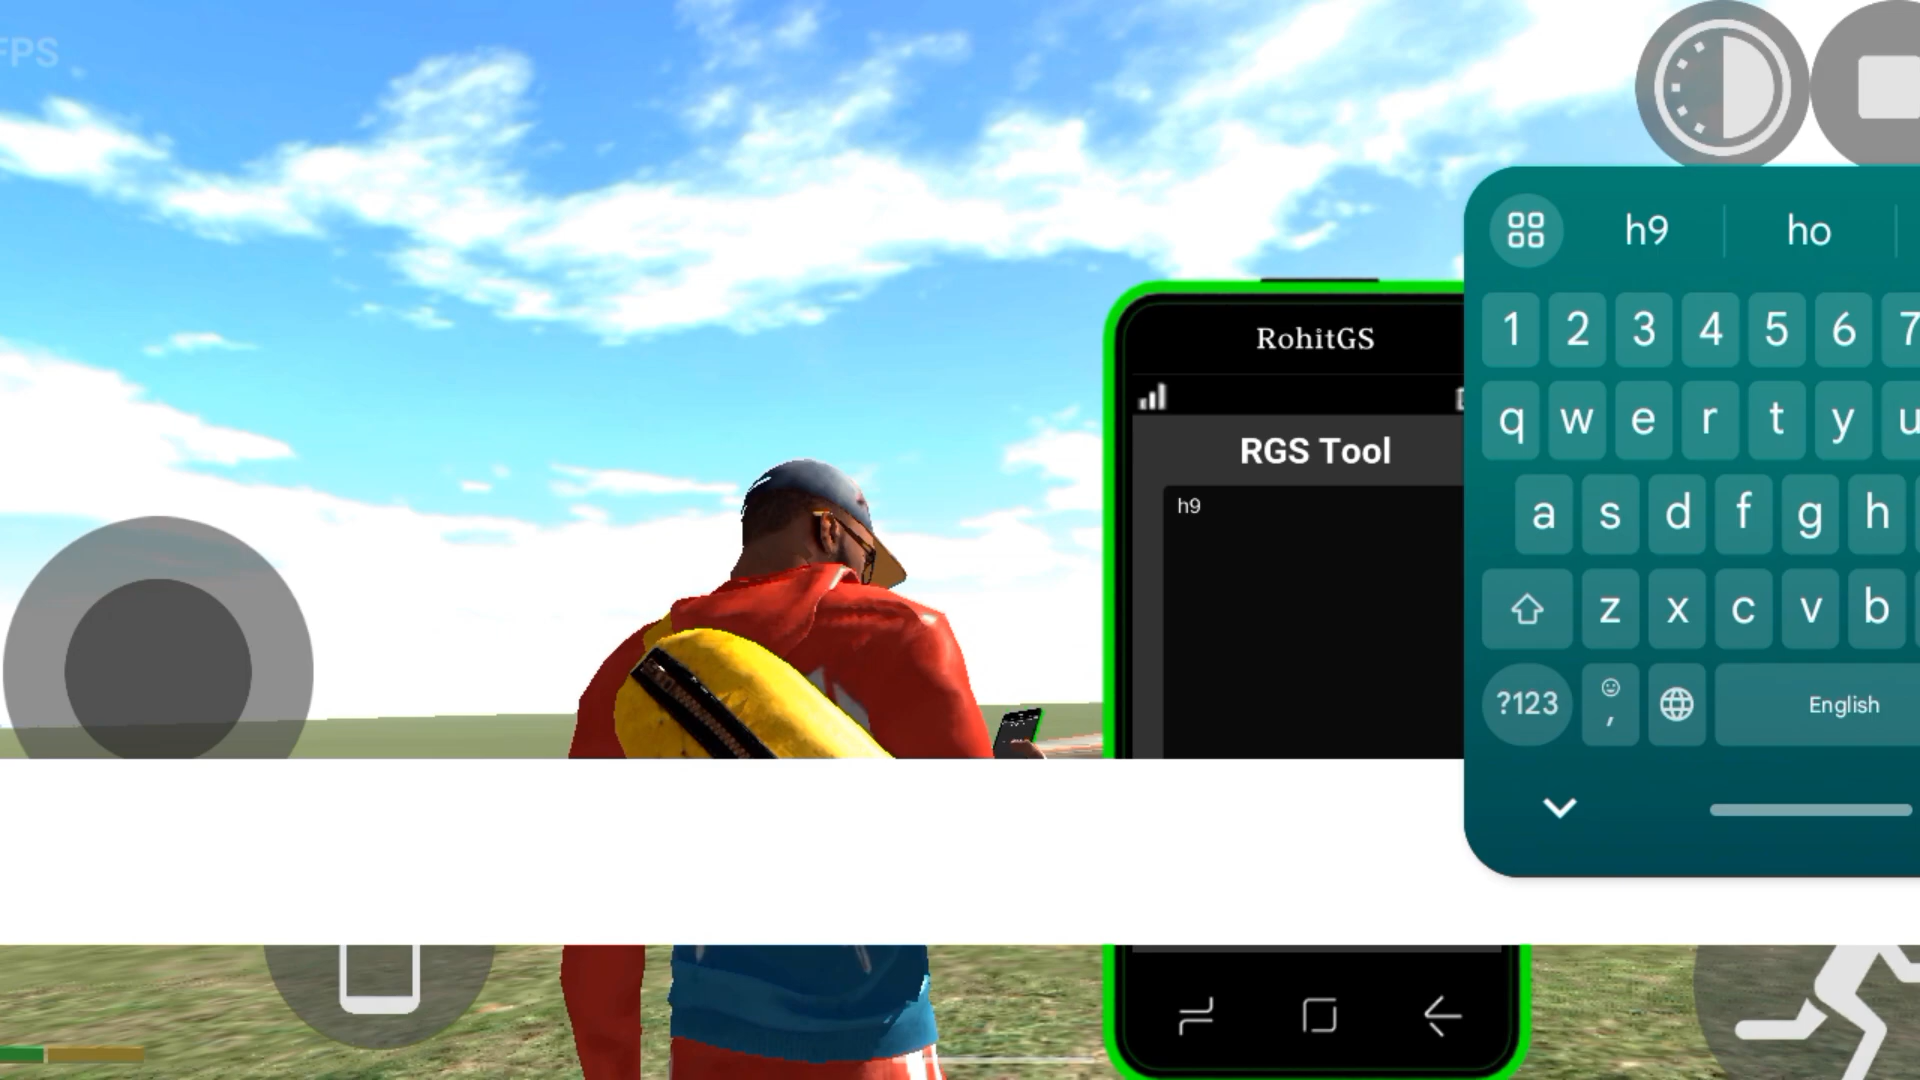 FPS
RohitGS
RGS Tool
h9
h9 ho
1 2 3 4 5 6 7
q w e r t y u
a s d f g h
z x c v b
?123 , English